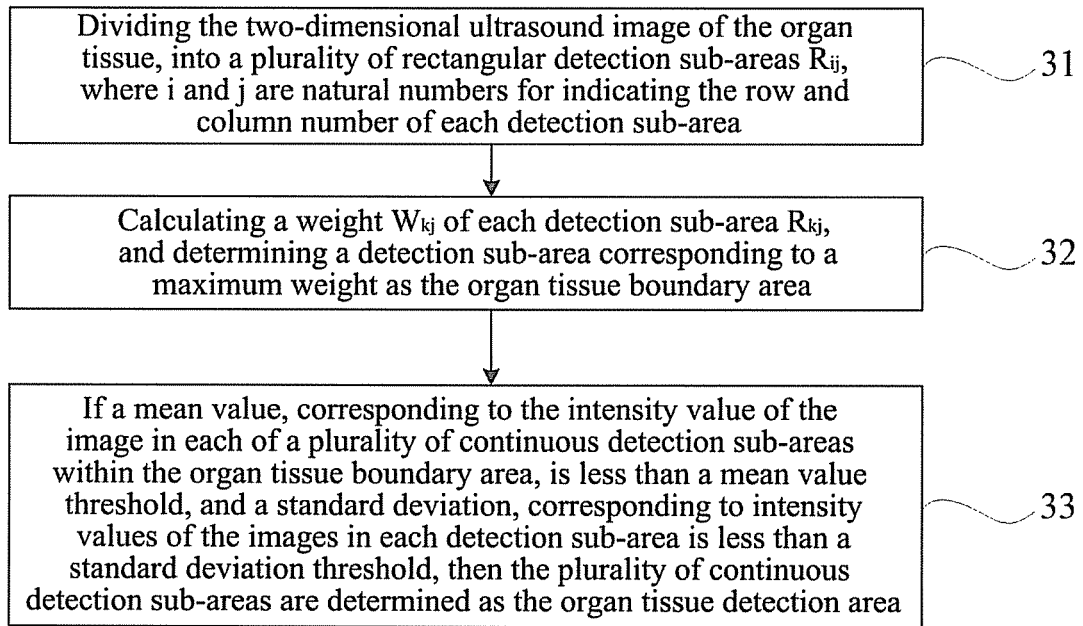 Dividing the two-dimensional ultrasound image of the organ
tissue, into a plurality of rectangular detection sub-areas Rij,
where i and j are natural numbers for indicating the row and
column number of each detection sub-area
31
Calculating a weight Wkj of each detection sub-area Rkj,
and determining a detection sub-area corresponding to a
maximum weight as the organ tissue boundary area
32
If a mean value, corresponding to the intensity value of the
image in each of a plurality of continuous detection sub-areas
within the organ tissue boundary area, is less than a mean value
threshold, and a standard deviation, corresponding to intensity
values of the images in each detection sub-area is less than a
standard deviation threshold, then the plurality of continuous
detection sub-areas are determined as the organ tissue detection area
33